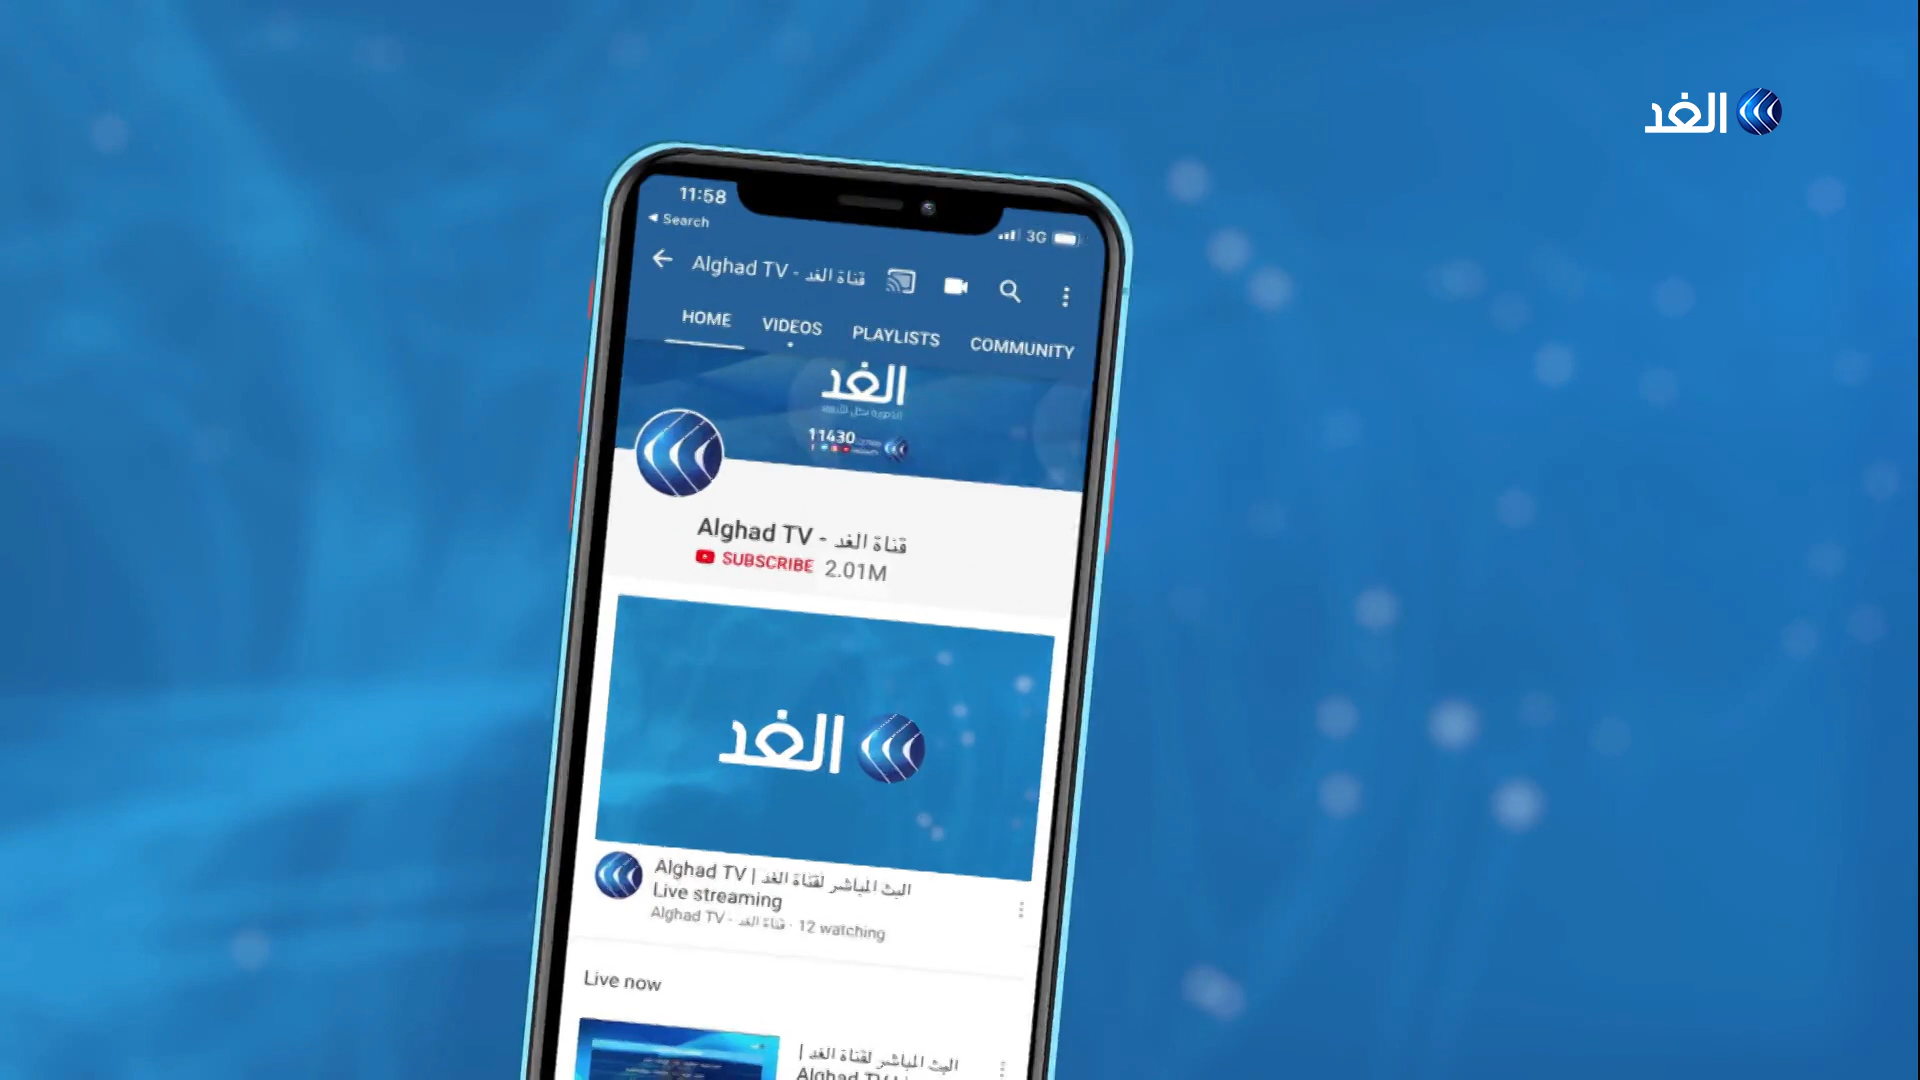 الغد
11:58
Search
3G
Alghad TV - قناة الغد
HOME VIDEOS PLAYLISTS COMMUNITY
الغد
11430
Alghad TV - قناة الغد
SUBSCRIBE 2.01M
الغد
Alghad TV | البث المباشر لقناة الغد
Live streaming
Alghad TV - قناة الغد · 12 watching
Live now
البث المباشر لقناة الغد |
Alghad TV